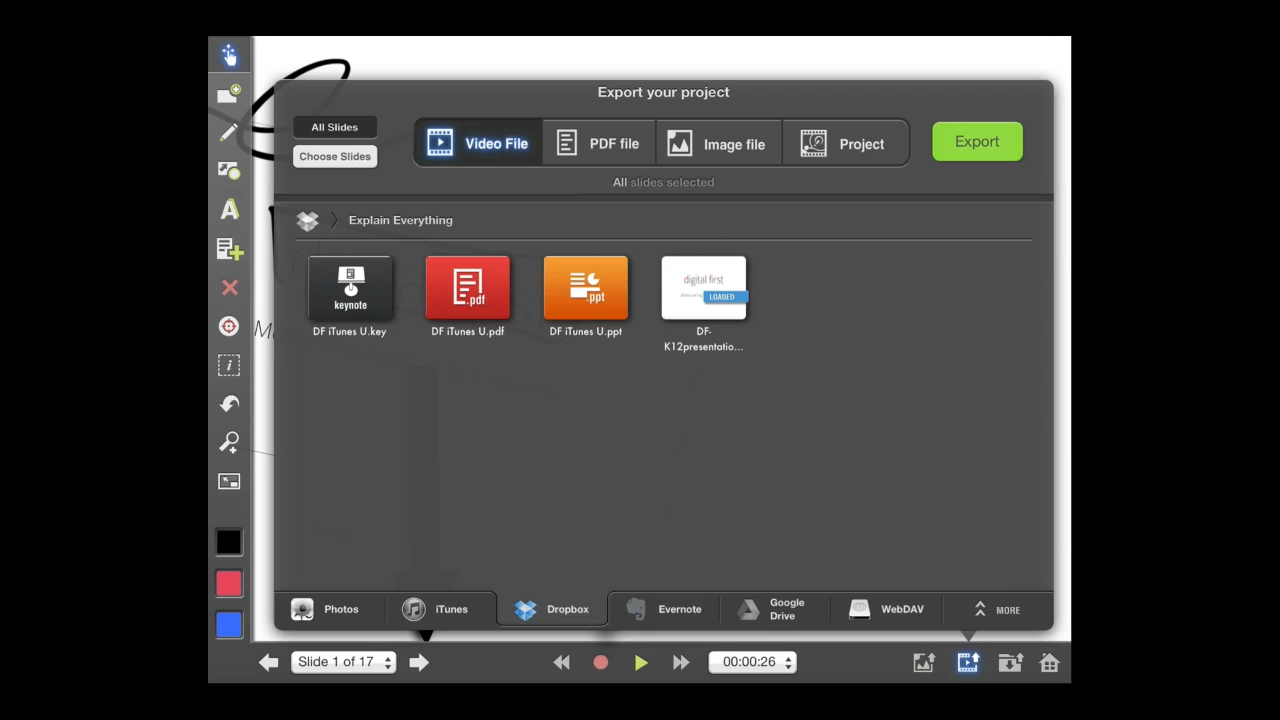 Export your project
All Slides
Choose Slides
Video File
PDF file
Image file
Project
Export
All slides selected
Explain Everything
keynote
.pdf
.ppt
digital first
LOADED
DF iTunes U.key
DF iTunes U.pdf
DF iTunes U.ppt
DF-
K12presentatio...
A
i
Photos
iTunes
Dropbox
Evernote
Google
Drive
WebDAV
MORE
Slide 1 of 17
00:00:26